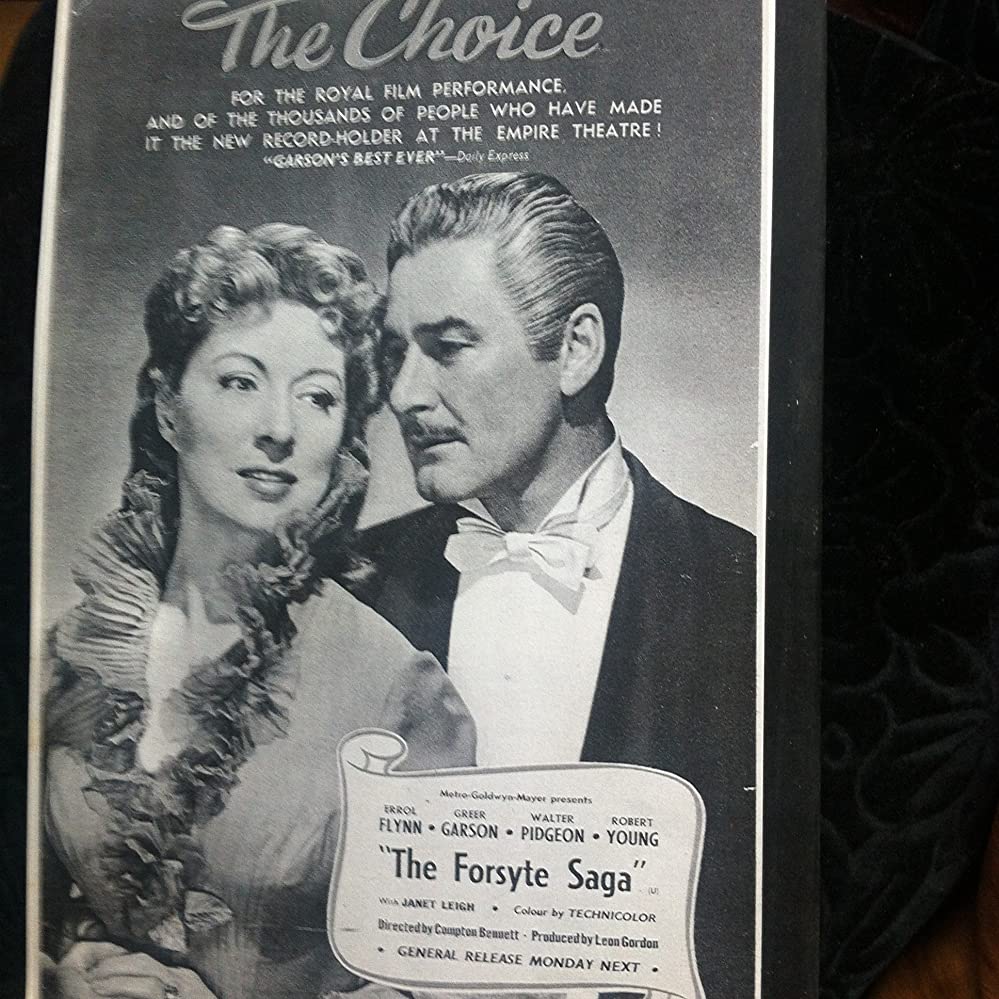 The Choice
FOR THE ROYAL FILM PERFORMANCE.
AND OF THE THOUSANDS OF PEOPLE WHO HAVE MADE
IT THE NEW RECORD-HOLDER AT THE EMPIRE THEATRE!
"GARSON'S BEST EVER"—Daily Express
Metro-Goldwyn-Mayer presents
ERROL GREER WALTER ROBERT
FLYNN • GARSON • PIDGEON • YOUNG
"The Forsyte Saga" (U)
With JANET LEIGH • Colour by TECHNICOLOR
Directed by Compton Bennett - Produced by Leon Gordon
• GENERAL RELEASE MONDAY NEXT •